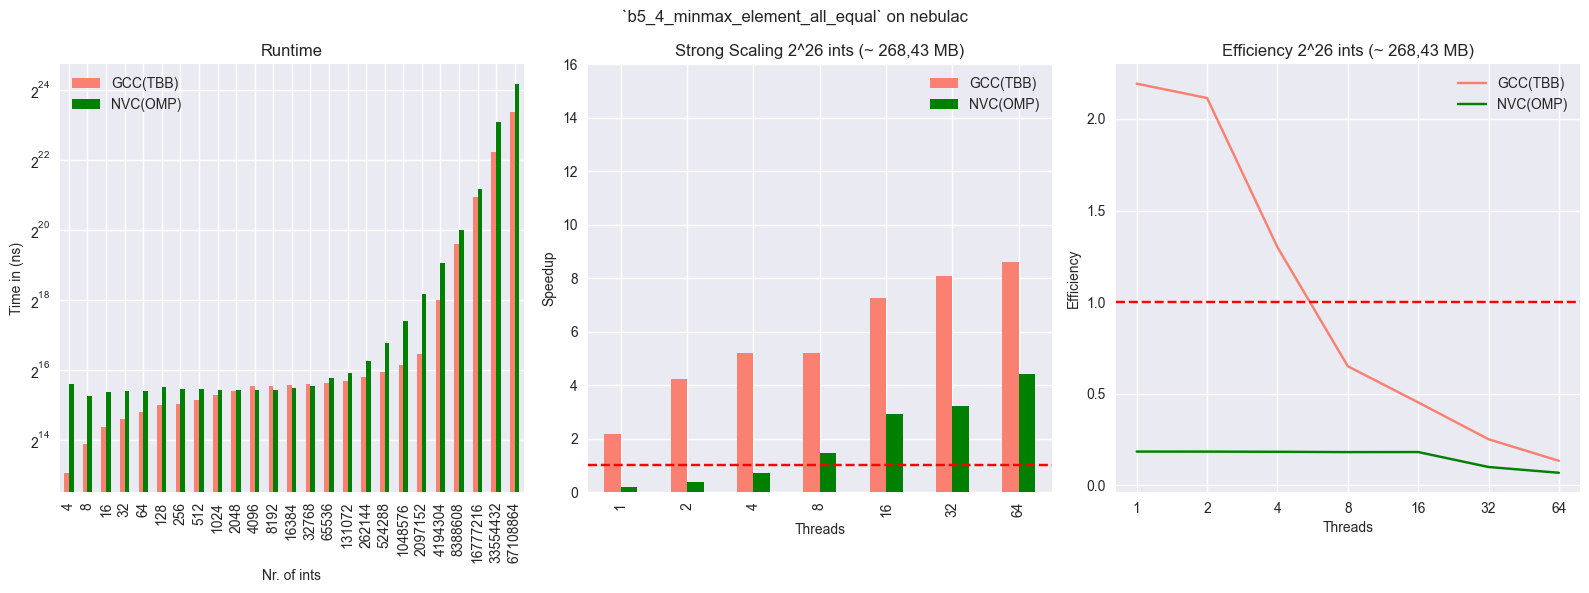 `b5_4_minmax_element_all_equal` on nebulac
Runtime
GCC(TBB)
NVC(OMP)
Time in (ns)
2^24
2^22
2^20
2^18
2^16
2^14
4 8 16 32 64 128 256 512 1024 2048 4096 8192 16384 32768 65536 131072 262144 524288 1048576 2097152 4194304 8388608 16777216 33554432 67108864
Nr. of ints
Strong Scaling 2^26 ints (~ 268,43 MB)
GCC(TBB)
NVC(OMP)
Speedup
16
14
12
10
8
6
4
2
0
1 2 4 8 16 32 64
Threads
Efficiency 2^26 ints (~ 268,43 MB)
GCC(TBB)
NVC(OMP)
Efficiency
2.0
1.5
1.0
0.5
0.0
1 2 4 8 16 32 64
Threads